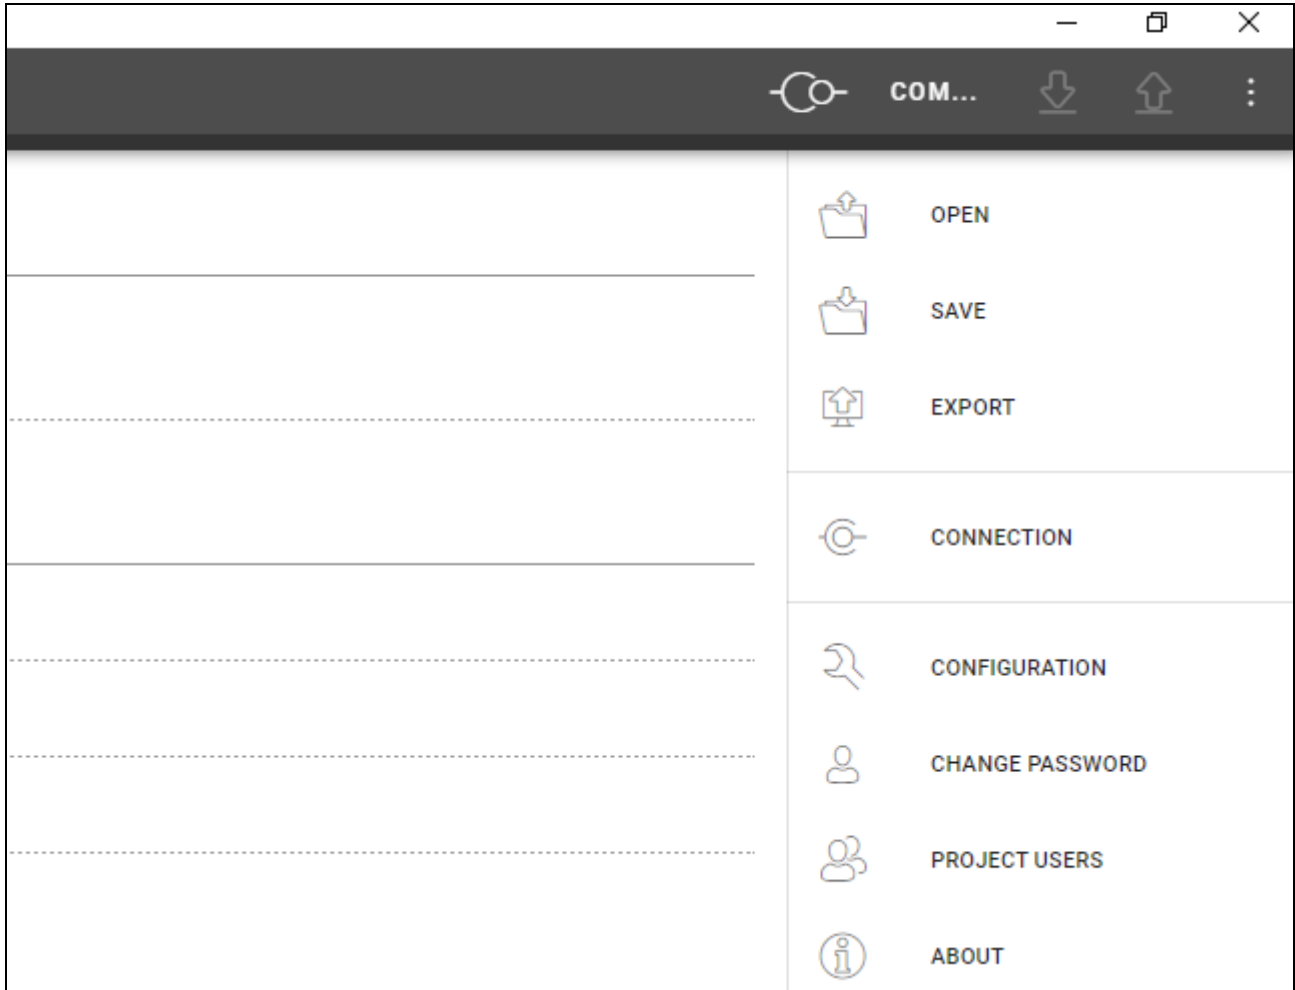 COM...
OPEN
SAVE
EXPORT
CONNECTION
CONFIGURATION
CHANGE PASSWORD
PROJECT USERS
ABOUT